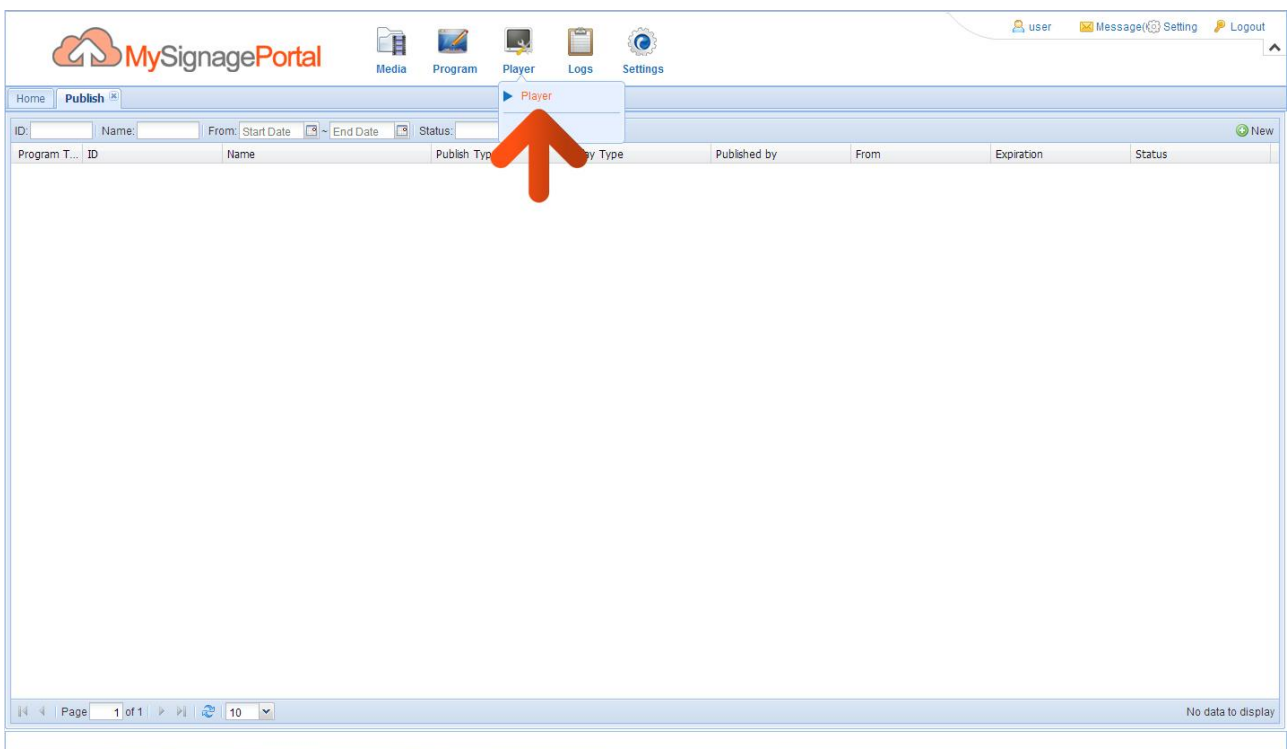 user Message( Setting Logout
MySignagePortal
Media Program Player Logs Settings
Home Publish
Player
ID: Name: From: Start Date ~ End Date Status: New
Program T... ID Name Publish Typ ay Type Published by From Expiration Status
Page 1 of 1 10 No data to display